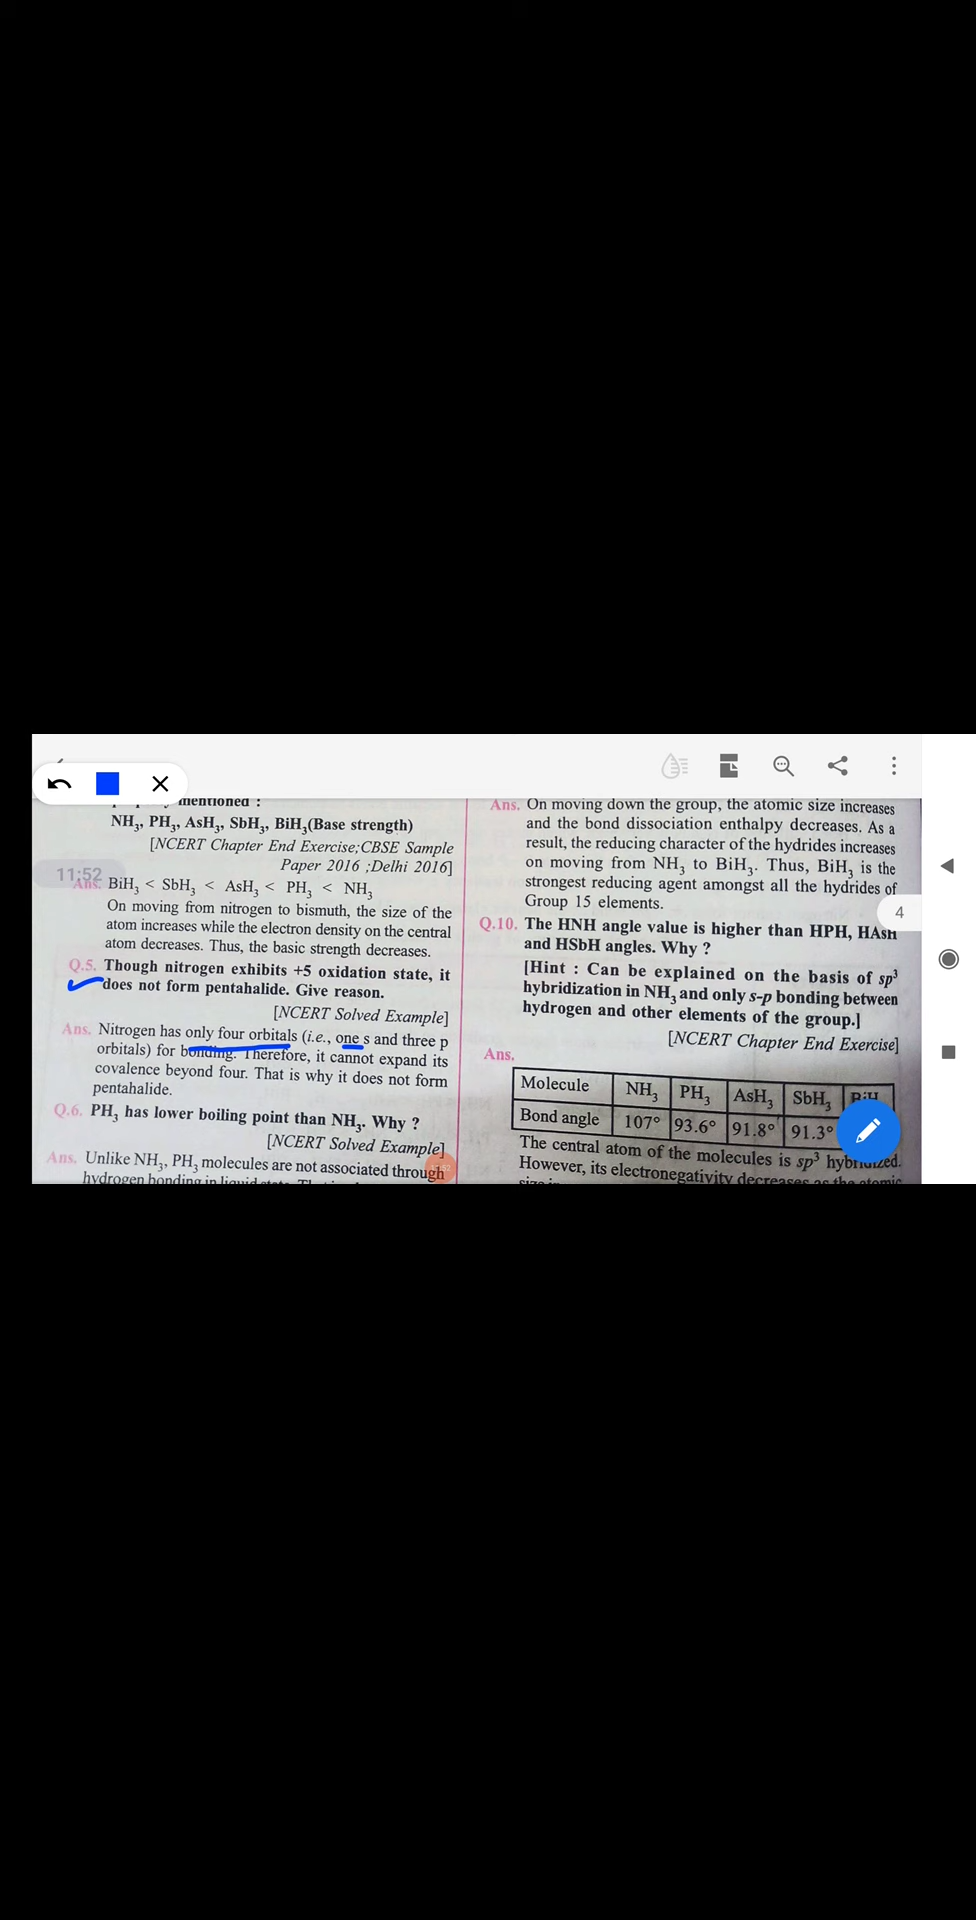 mentioned :
NH3, PH3, AsH3, SbH3, BiH3(Base strength)
[NCERT Chapter End Exercise;CBSE Sample
Paper 2016 ;Delhi 2016]
11:52
Ans. BiH3 < SbH3 < AsH3 < PH3 < NH3
On moving from nitrogen to bismuth, the size of the
atom increases while the electron density on the central
atom decreases. Thus, the basic strength decreases.
Q.5. Though nitrogen exhibits +5 oxidation state, it
does not form pentahalide. Give reason.
[NCERT Solved Example]
Ans. Nitrogen has only four orbitals (i.e., one s and three p
orbitals) for bonding. Therefore, it cannot expand its
covalence beyond four. That is why it does not form
pentahalide.
Q.6. PH3 has lower boiling point than NH3. Why ?
[NCERT Solved Example]
Ans. Unlike NH3, PH3 molecules are not associated through
hydrogen bonding in liquid state.
Ans. On moving down the group, the atomic size increases
and the bond dissociation enthalpy decreases. As a
result, the reducing character of the hydrides increases
on moving from NH3 to BiH3. Thus, BiH3 is the
strongest reducing agent amongst all the hydrides of
Group 15 elements.
4
Q.10. The HNH angle value is higher than HPH, HAsH
and HSbH angles. Why ?
[Hint : Can be explained on the basis of sp3
hybridization in NH3 and only s-p bonding between
hydrogen and other elements of the group.]
[NCERT Chapter End Exercise]
Ans.
Molecule NH3 PH3 AsH3 SbH3
Bond angle 107° 93.6° 91.8° 91.3°
The central atom of the molecules is sp3 hybridized.
However, its electronegativity decreases as the atomic